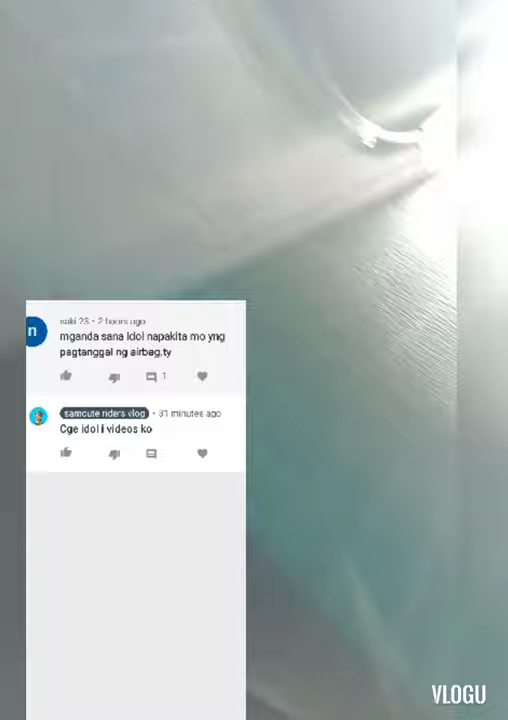 n
naki 23 • 2 hours ago
mganda sana idol napakita mo yng
pagtanggal ng airbag.ty
1
samcute riders vlog • 31 minutes ago
Cge idol i videos ko
VLOGU